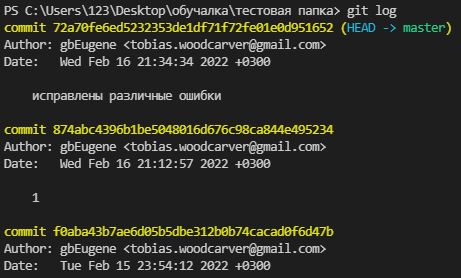 PS C:\Users\123\Desktop\обучалка\тестовая папка> git log
commit 72a70fe6ed5232353de1df71f72fe01e0d951652 (HEAD -> master)
Author: gbEugene <tobias.woodcarver@gmail.com>
Date:   Wed Feb 16 21:34:34 2022 +0300
исправлены различные ошибки
commit 874abc4396b1be5048016d676c98ca844e495234
Author: gbEugene <tobias.woodcarver@gmail.com>
Date:   Wed Feb 16 21:12:57 2022 +0300
1
commit f0aba43b7ae6d05b5dbe312b0b74cacad0f6d47b
Author: gbEugene <tobias.woodcarver@gmail.com>
Date:   Tue Feb 15 23:54:12 2022 +0300